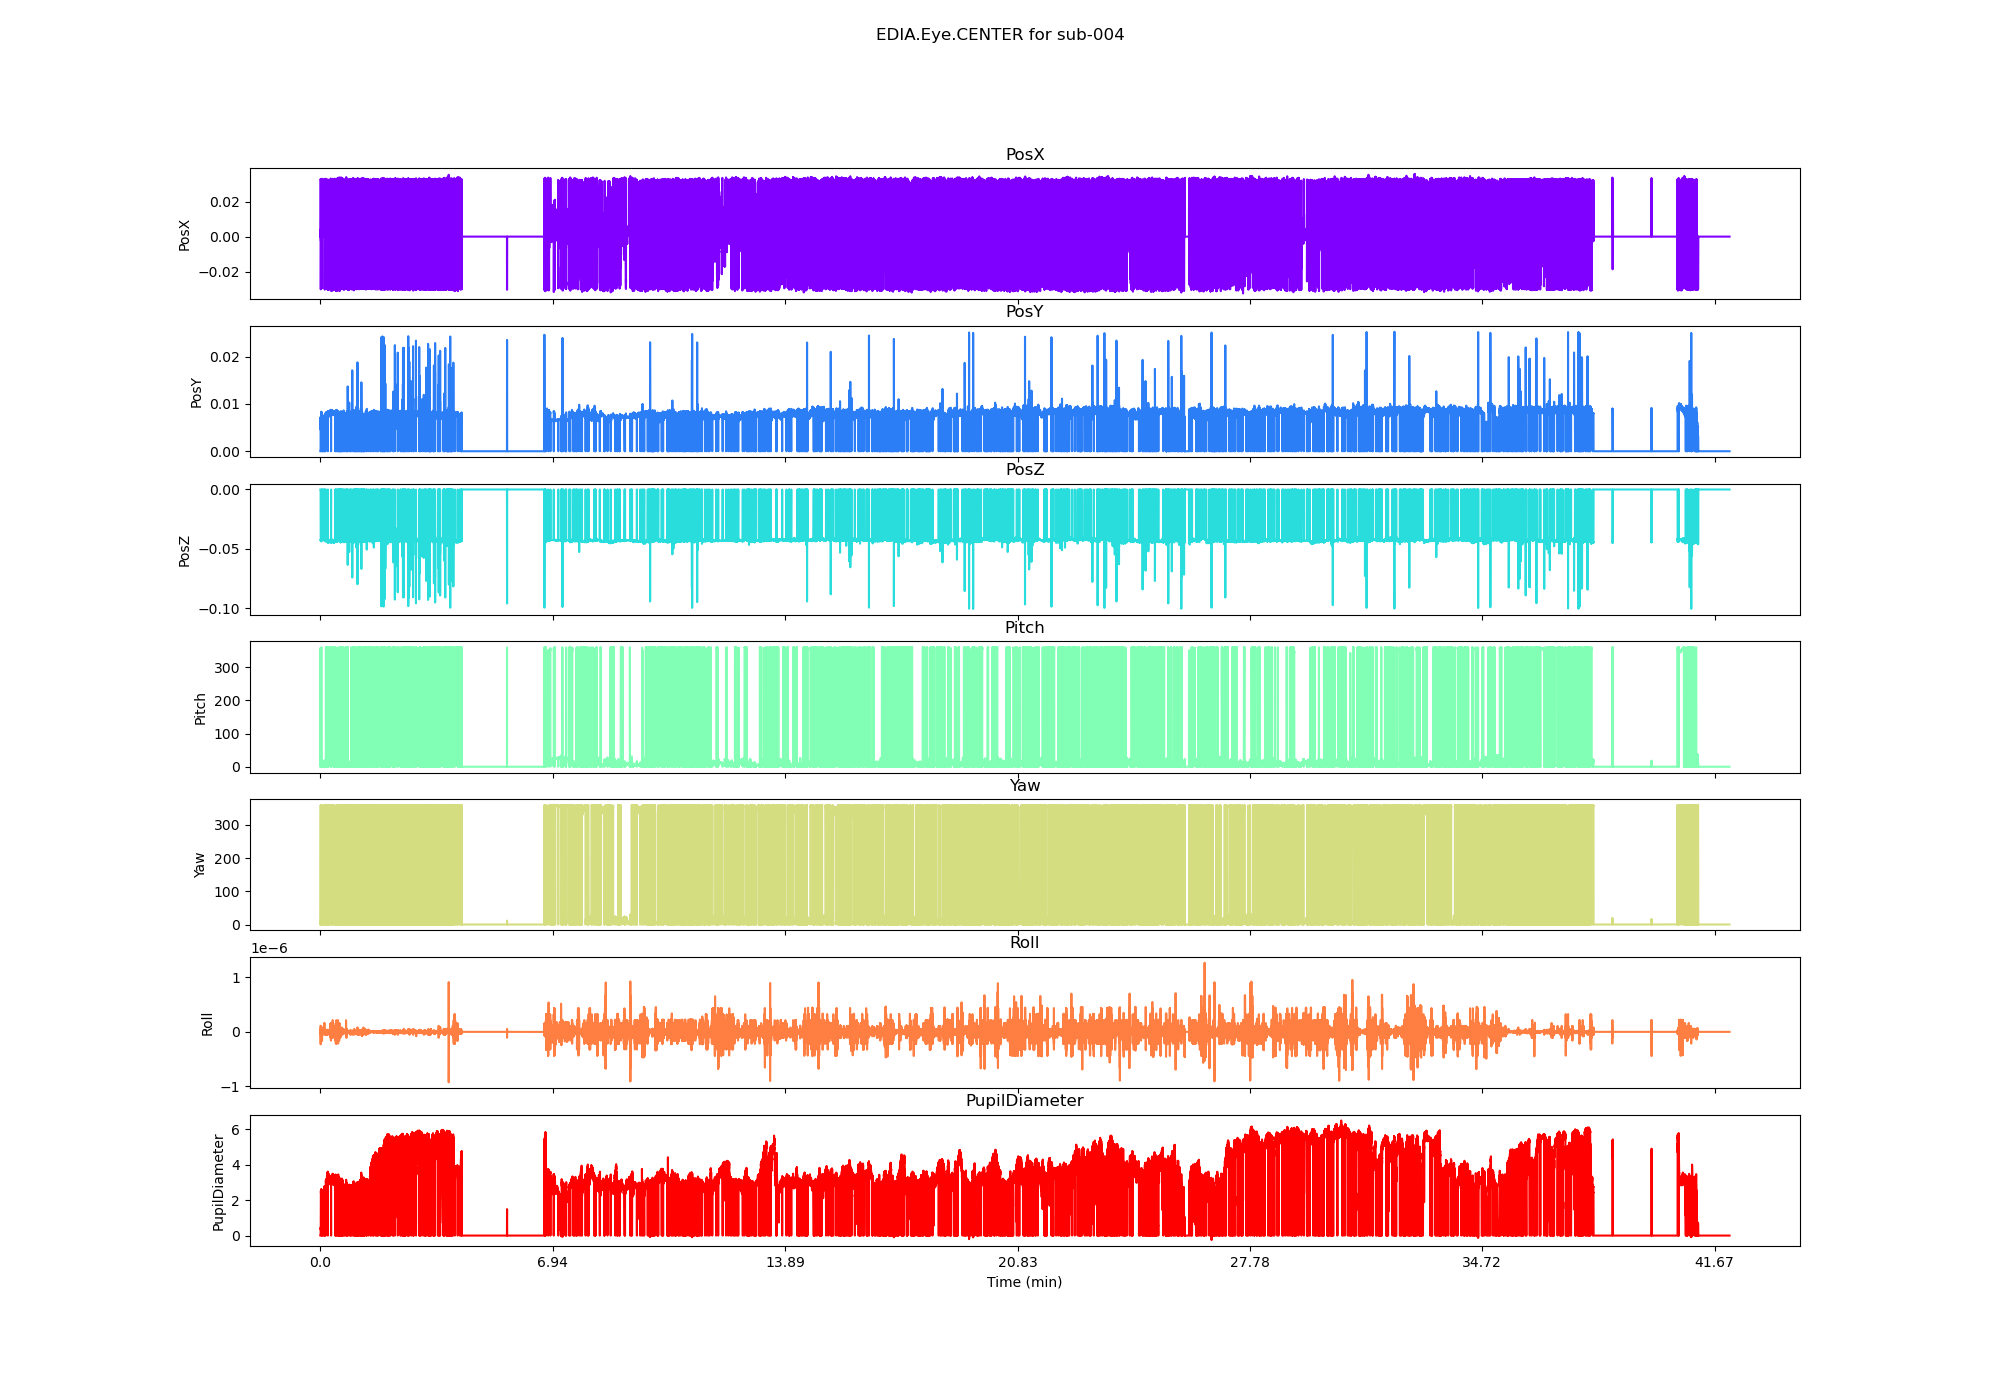 EDIA.Eye.CENTER for sub-004
PosX
0.02
0.00
−0.02
PosX
PosY
0.02
0.01
0.00
PosY
PosZ
0.00
−0.05
−0.10
PosZ
Pitch
300
200
100
0
Pitch
Yaw
300
200
100
0
Yaw
1e−6
Roll
1
0
−1
Roll
PupilDiameter
6
4
2
0
PupilDiameter
0.0 6.94 13.89 20.83 27.78 34.72 41.67
Time (min)